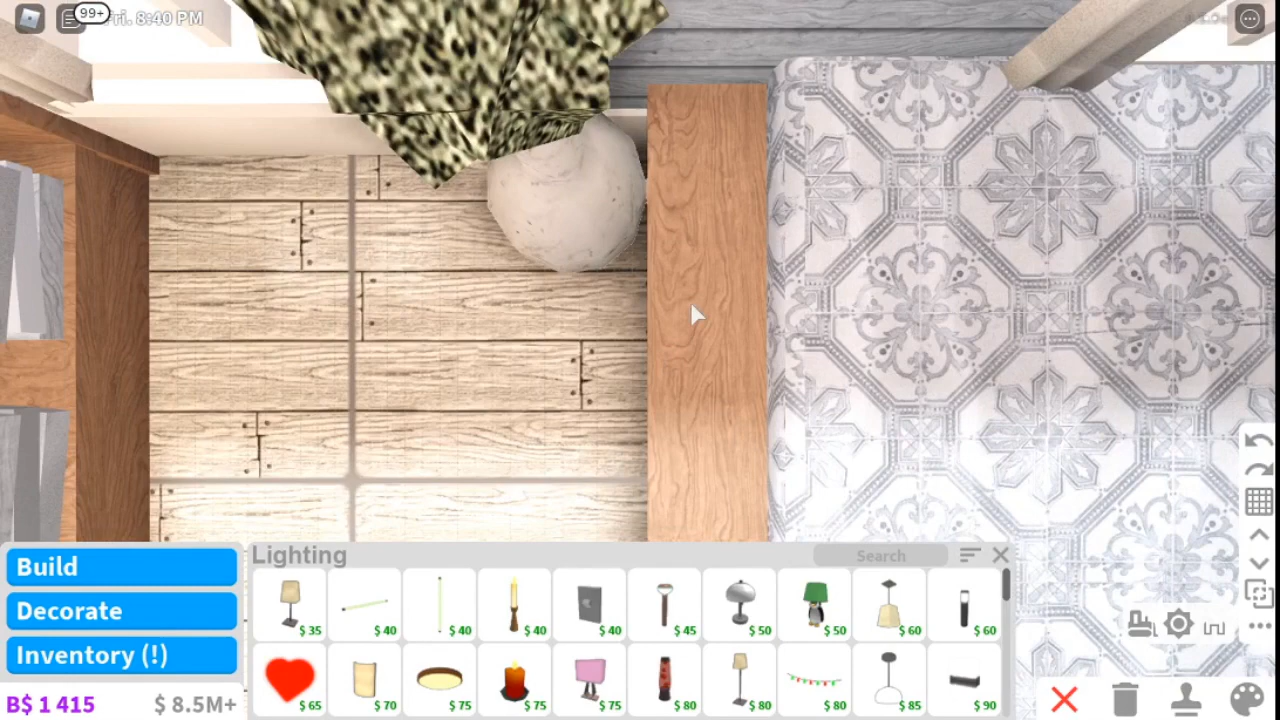 99+
Fri. 8:40 PM
Build
Decorate
Inventory (!)
B$ 1 415
$ 8.5M+
Lighting
Search
$ 35
$ 40
$ 40
$ 40
$ 40
$ 45
$ 50
$ 50
$ 60
$ 60
$ 65
$ 70
$ 75
$ 75
$ 75
$ 80
$ 80
$ 80
$ 85
$ 90